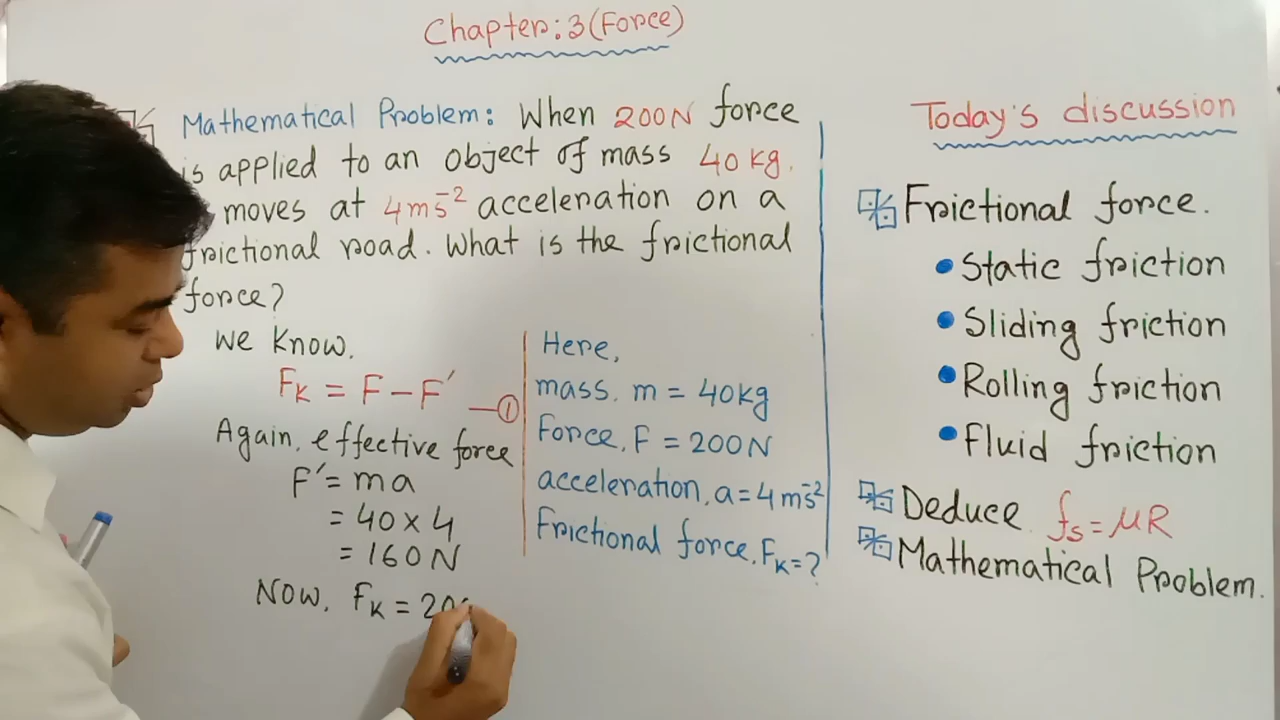 Chapter:3(Force)
Mathematical Problem: When 200N force
is applied to an object of mass 40kg.
moves at 4ms⁻² acceleration on a
frictional road. What is the frictional
force?
We Know.
Fₖ = F – F′ —①
Again, effective force
F′ = ma
= 40 × 4
= 160 N
Now, Fₖ = 200
Here,
mass, m = 40kg
Force, F = 200N
acceleration, a = 4ms⁻²
Frictional force, Fₖ = ?
Today's discussion
Frictional force.
• Static friction
• Sliding friction
• Rolling friction
• Fluid friction
Deduce fₛ = μR
Mathematical Problem.